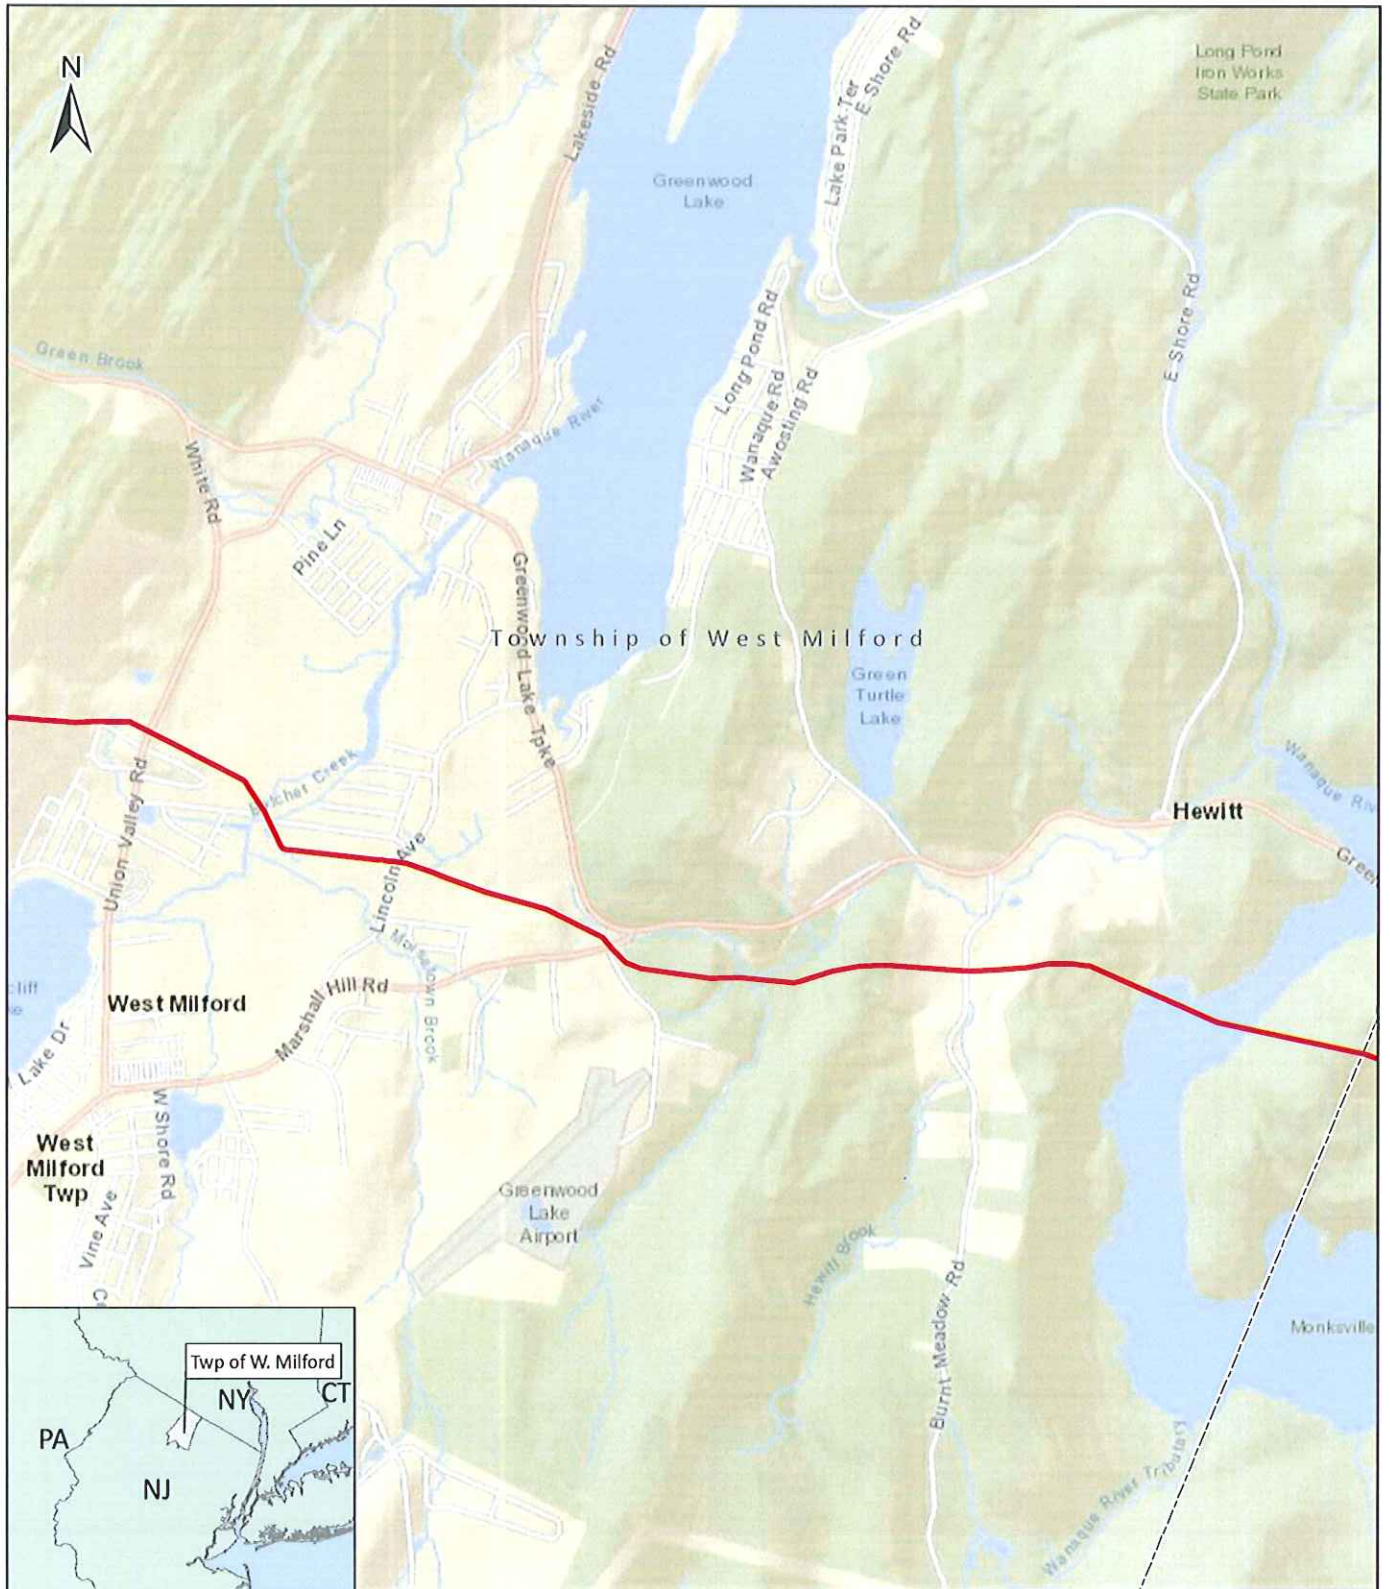 N
Lakeside Rd
Lake Park Ter
E Shore Rd
Long Pond
Iron Works
State Park
Greenwood
Lake
Green Brook
White Rd
Wanaque River
Long Pond Rd
Wanaque Rd
Awosting Rd
E Shore Rd
Pine Ln
Greenwood Lake Tpke
Township of West Milford
Green
Turtle
Lake
Union Valley Rd
Lincoln Ave
Hewitt
Wanaque Riv
Green
Morsetown Brook
Marshall Hill Rd
West Milford
Lake Dr
W Shore Rd
West
Milford
Twp
Vine Ave
Greenwood
Lake
Airport
Hewitt Brook
Burnt Meadow Rd
Monksville
Wanaque River Tributary
Twp of W. Milford
NY
CT
PA
NJ